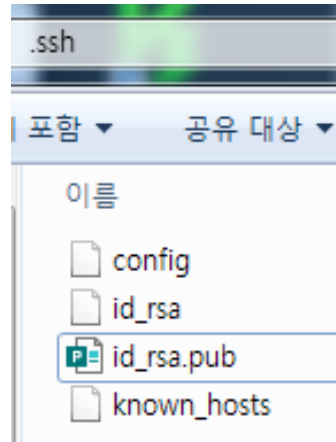 .ssh
포함 ▼ 공유 대상 ▼
이름
config
id_rsa
id_rsa.pub
known_hosts